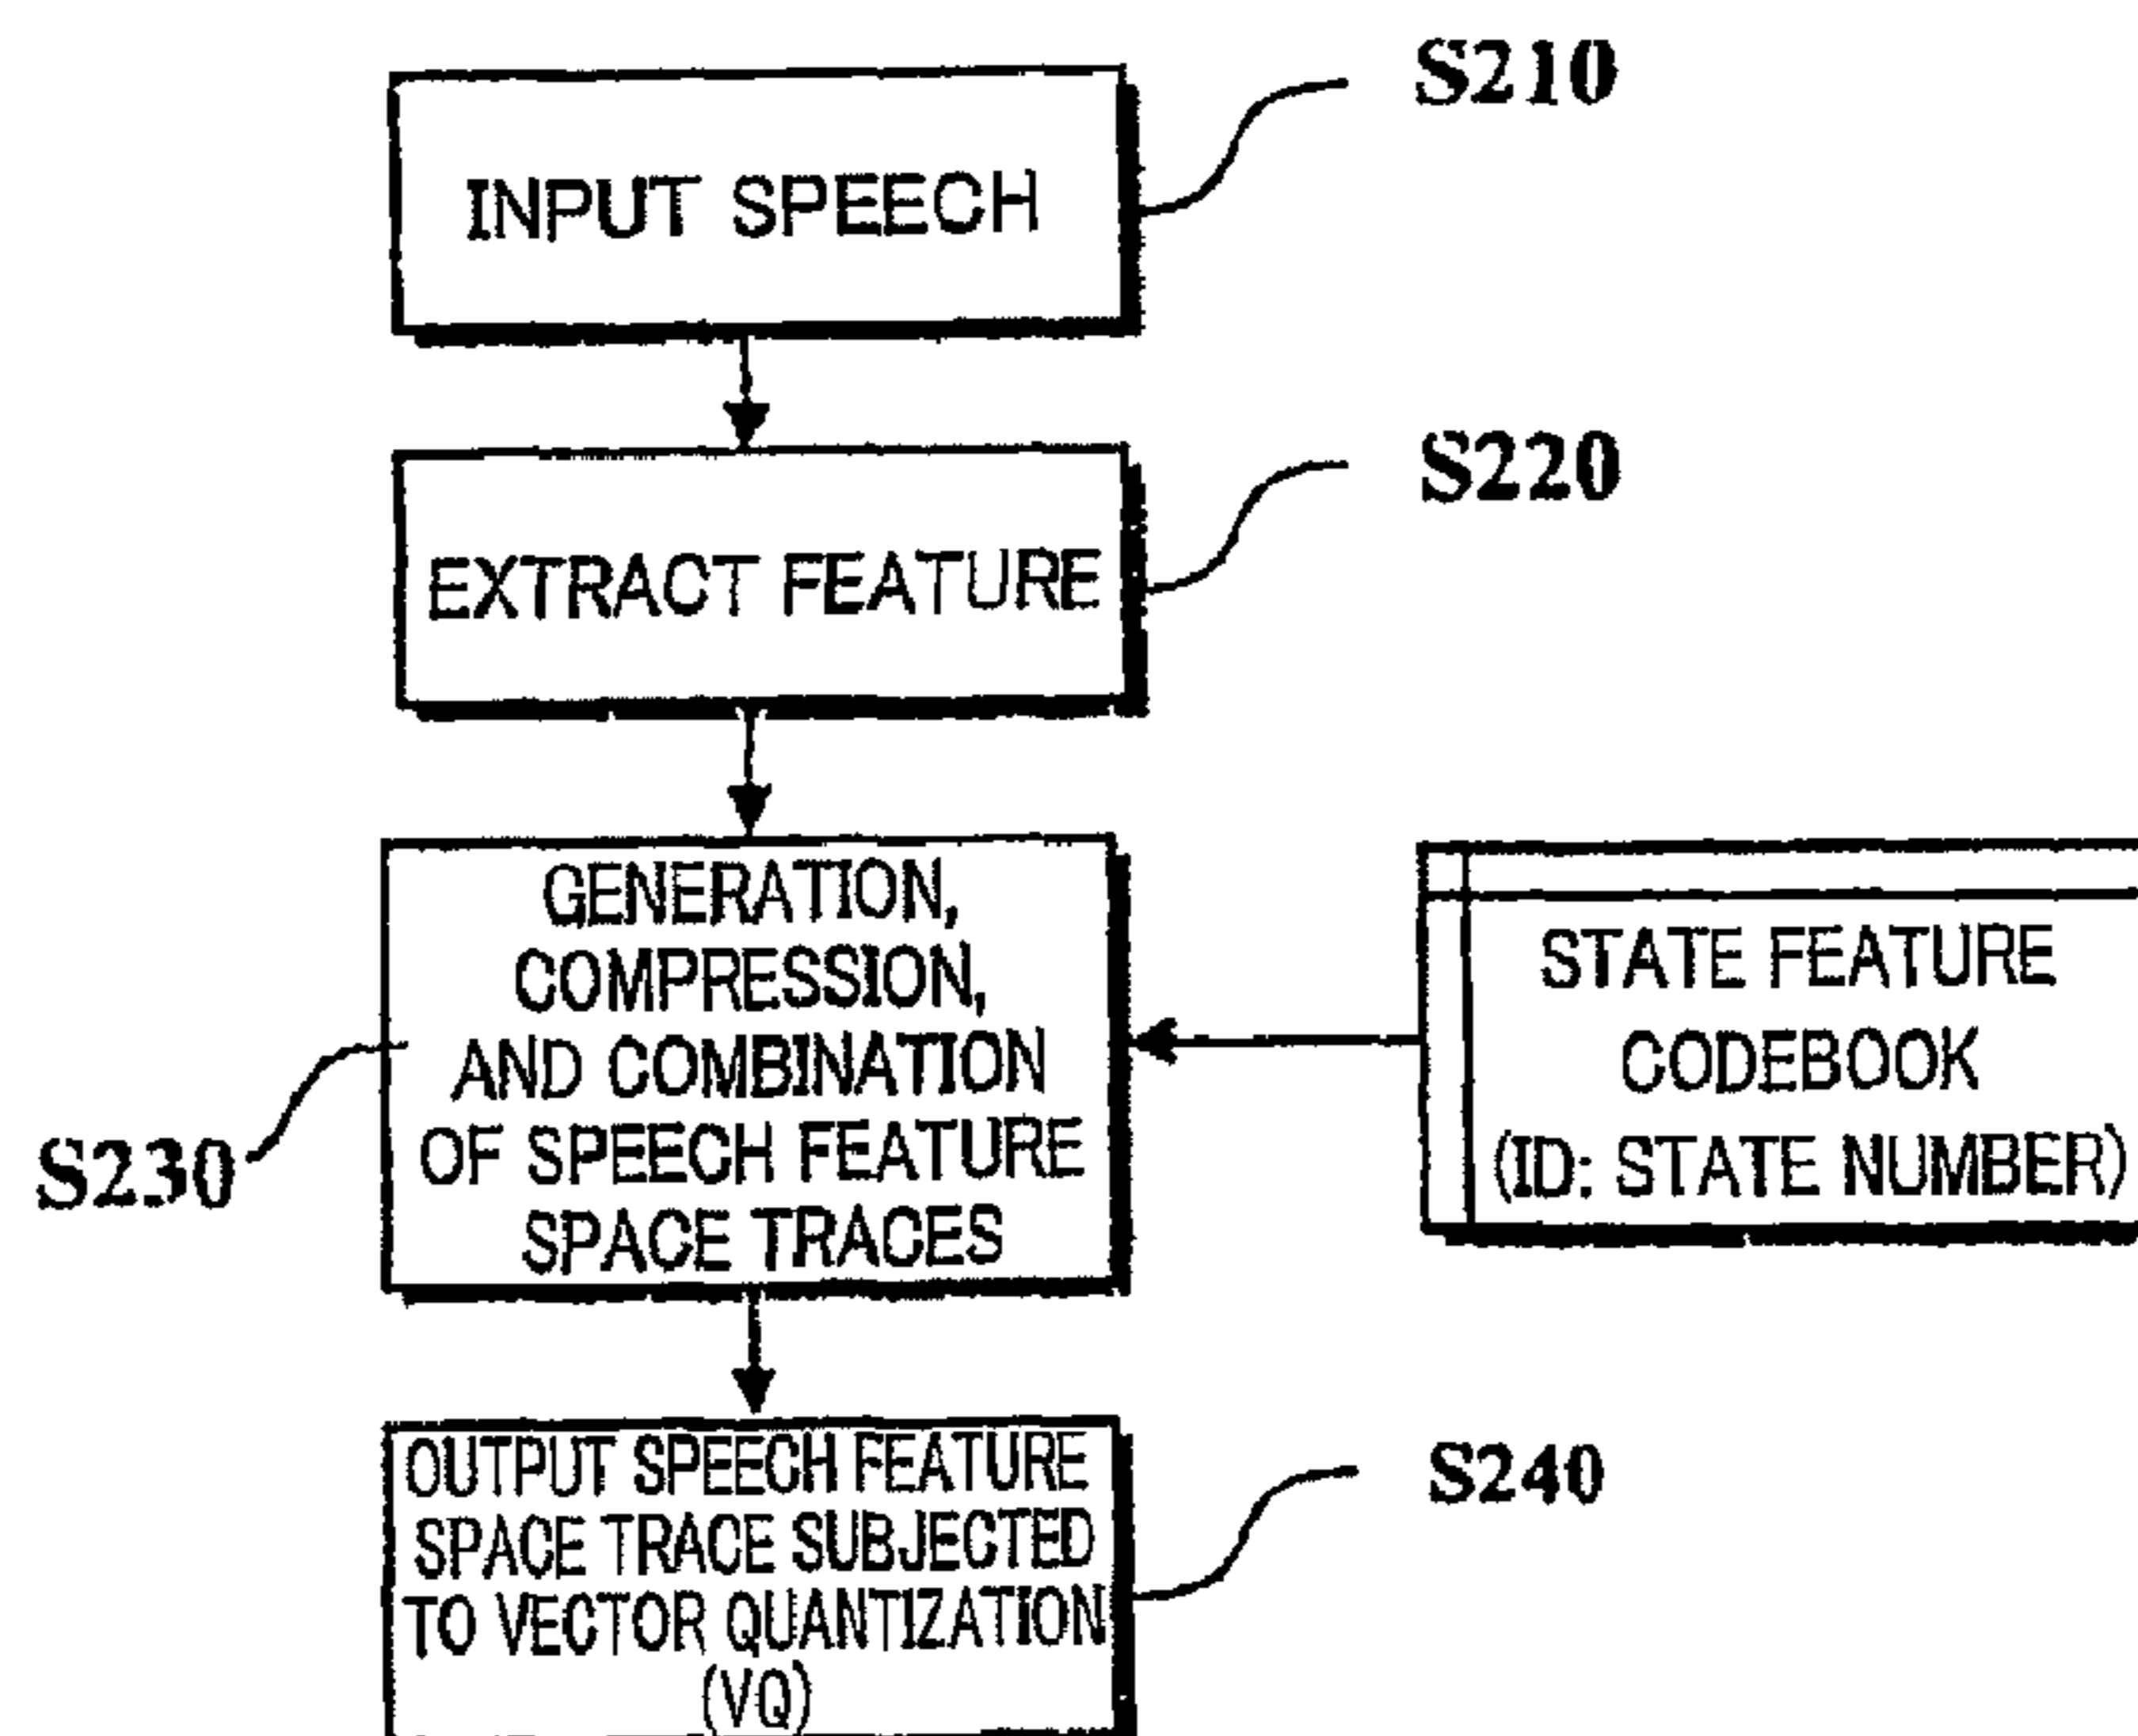 S210
INPUT SPEECH
S220
EXTRACT FEATURE
GENERATION,
COMPRESSION,
AND COMBINATION
OF SPEECH FEATURE
SPACE TRACES
S230
STATE FEATURE
CODEBOOK
(ID: STATE NUMBER)
OUTPUT SPEECH FEATURE
SPACE TRACE SUBJECTED
TO VECTOR QUANTIZATION
(VQ)
S240